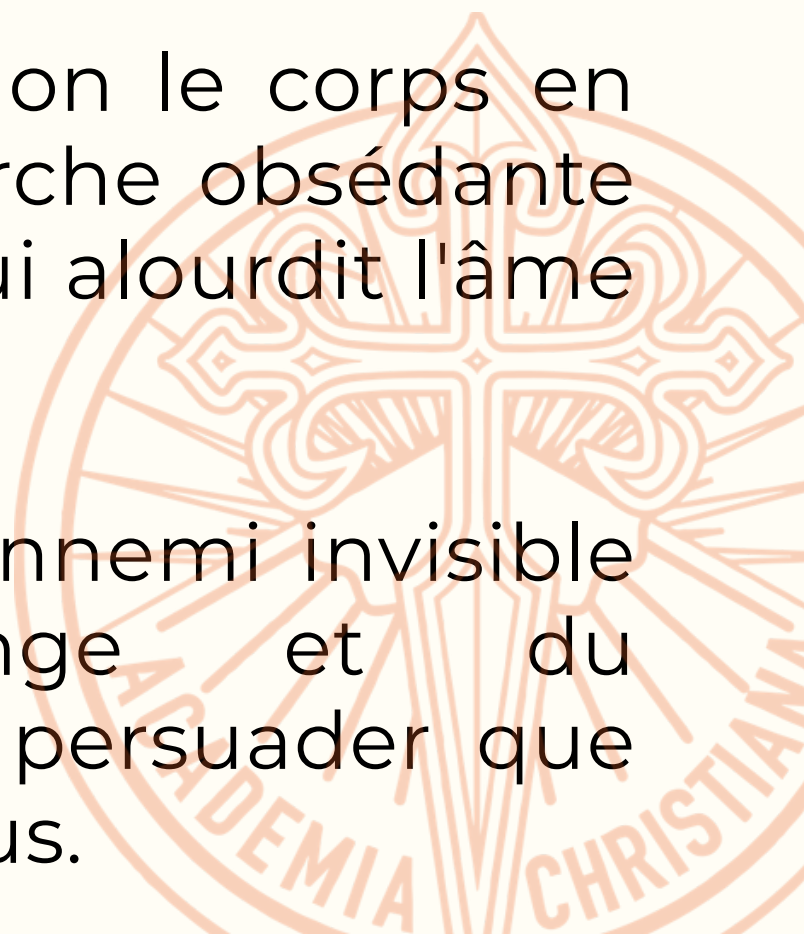 on le corps en
rche obsédante
ui alourdit l'âme
nnemi invisible
nge et du
persuader que
us.
ACADEMIA CHRISTIANA